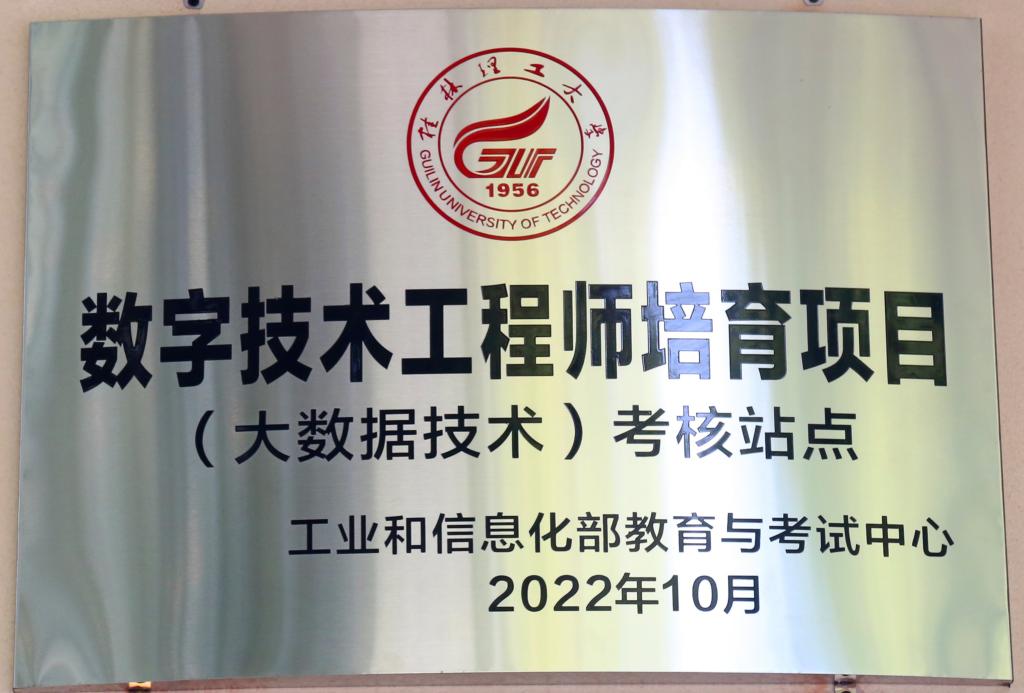 桂林理工大学
GUT
1956
GUILIN UNIVERSITY OF TECHNOLOGY
数字技术工程师培育项目
（大数据技术）考核站点
工业和信息化部教育与考试中心
2022年10月